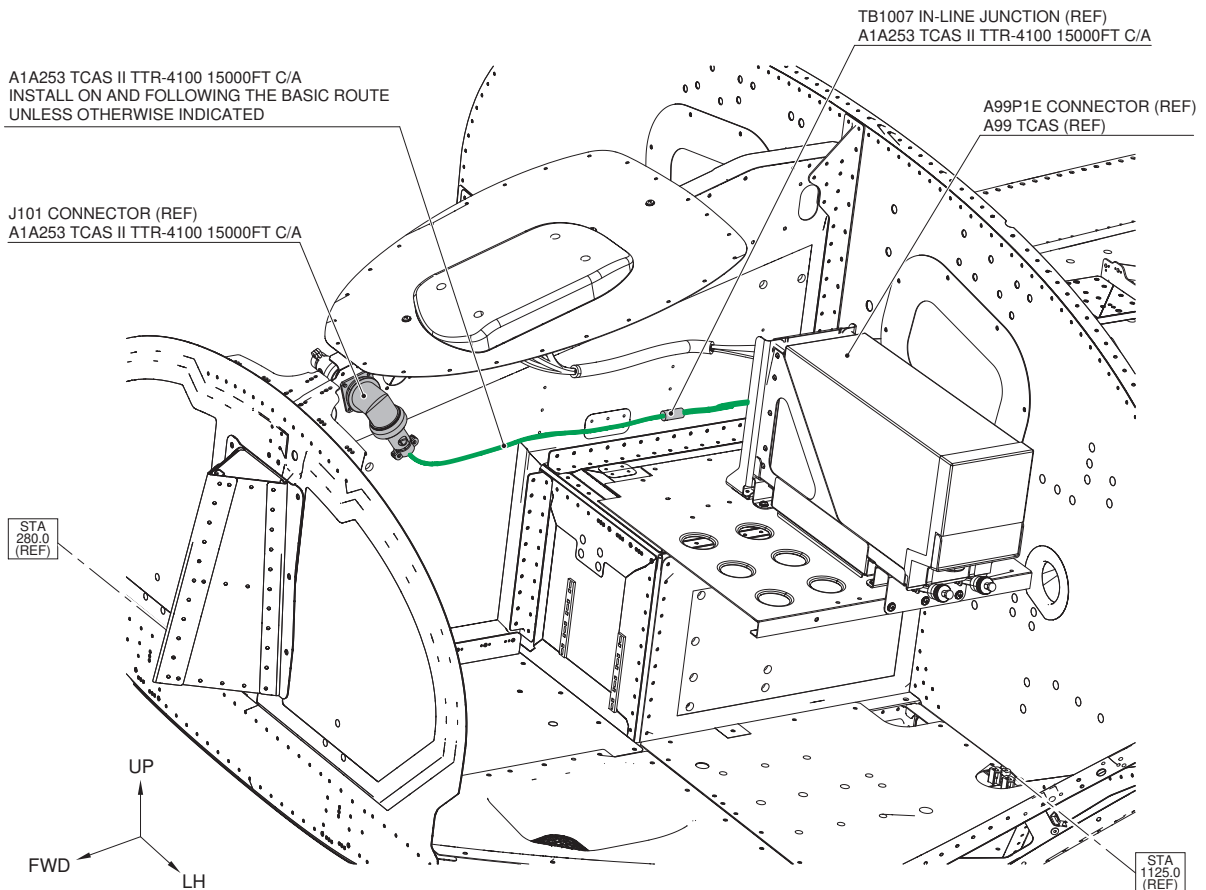 TB1007 IN-LINE JUNCTION (REF)
A1A253 TCAS II TTR-4100 15000FT C/A
A1A253 TCAS II TTR-4100 15000FT C/A
INSTALL ON AND FOLLOWING THE BASIC ROUTE
UNLESS OTHERWISE INDICATED
A99P1E CONNECTOR (REF)
A99 TCAS (REF)
J101 CONNECTOR (REF)
A1A253 TCAS II TTR-4100 15000FT C/A
STA
280.0
(REF)
UP
FWD
LH
STA
1125.0
(REF)